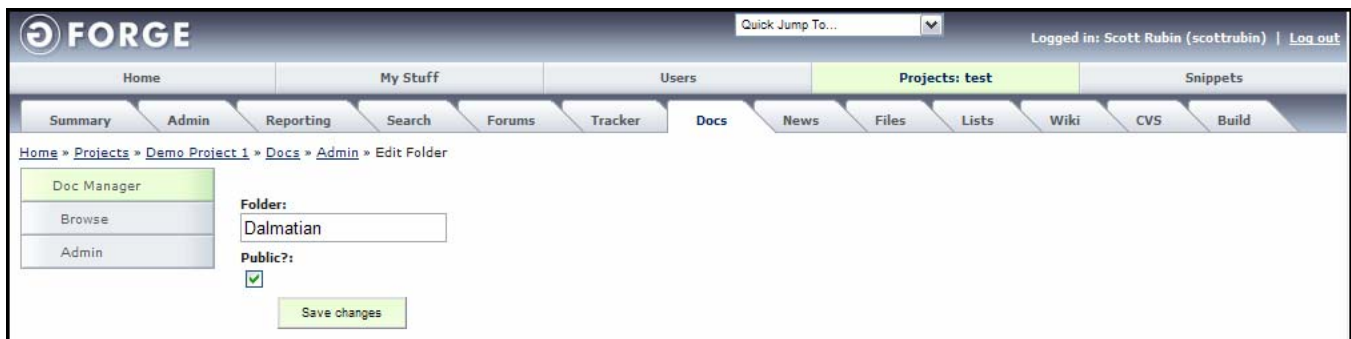 GFORGE
Quick Jump To...
Logged in: Scott Rubin (scottrubin) | Log out
Home My Stuff Users Projects: test Snippets
Summary Admin Reporting Search Forums Tracker Docs News Files Lists Wiki CVS Build
Home » Projects » Demo Project 1 » Docs » Admin » Edit Folder
Doc Manager
Browse
Admin
Folder:
Dalmatian
Public?:
Save changes